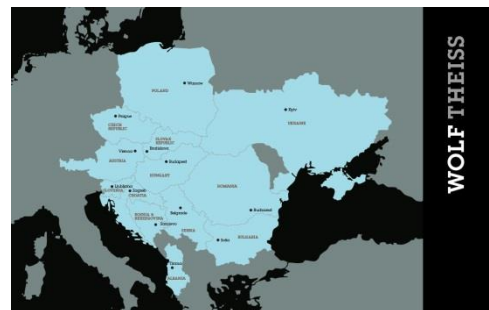 Warsaw
POLAND
Kyiv
Prague
CZECH
REPUBLIC
UKRAINE
SLOVAK
REPUBLIC
Vienna
Bratislava
AUSTRIA
Budapest
HUNGARY
Ljubljana
SLOVENIA
Zagreb
CROATIA
ROMANIA
Belgrade
Bucharest
BOSNIA &
HERZEGOVINA
Sarajevo
SERBIA
Sofia
BULGARIA
Tirana
ALBANIA
WOLF THEISS